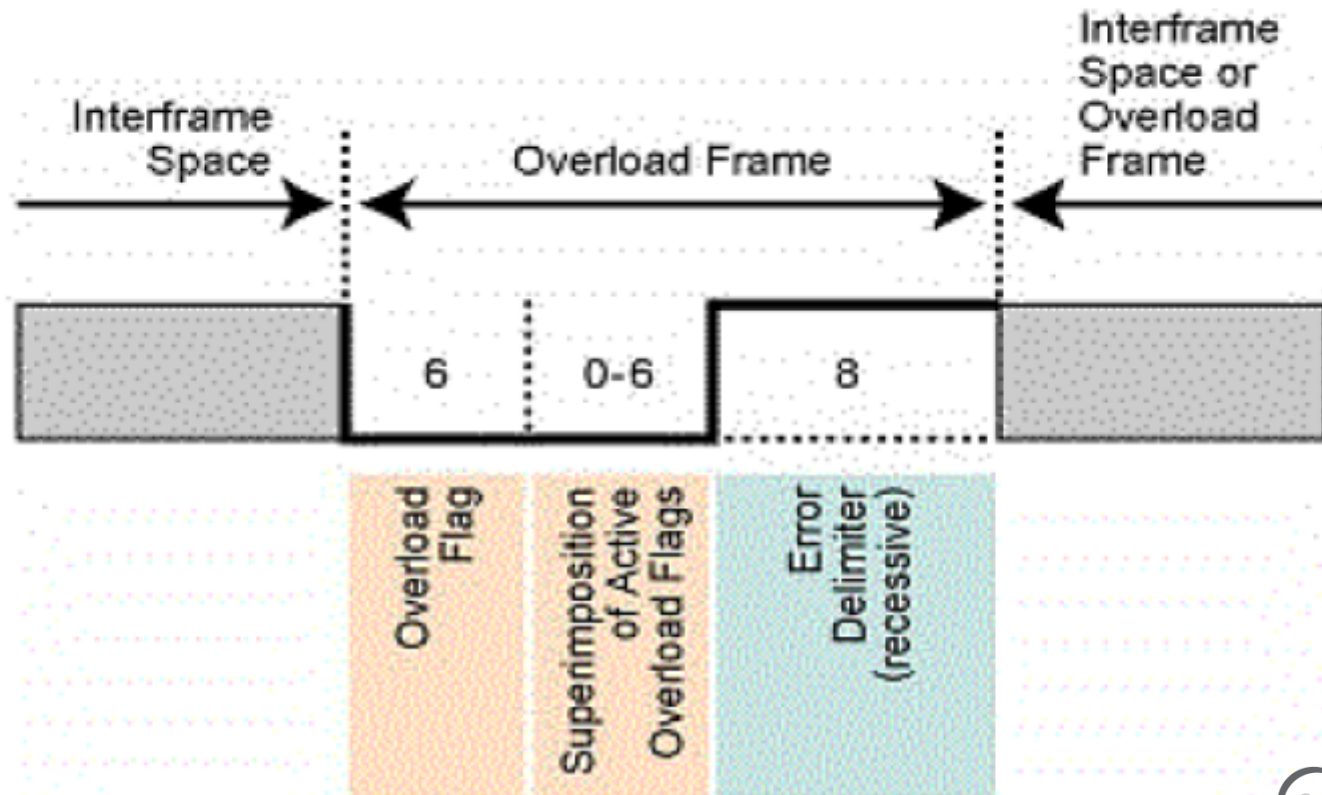 Interframe
Space
Overload Frame
Interframe
Space or
Overload
Frame
6
0-6
8
Overload
Flag
Superimposition
of Active
Overload Flags
Error
Delimiter
(recessive)